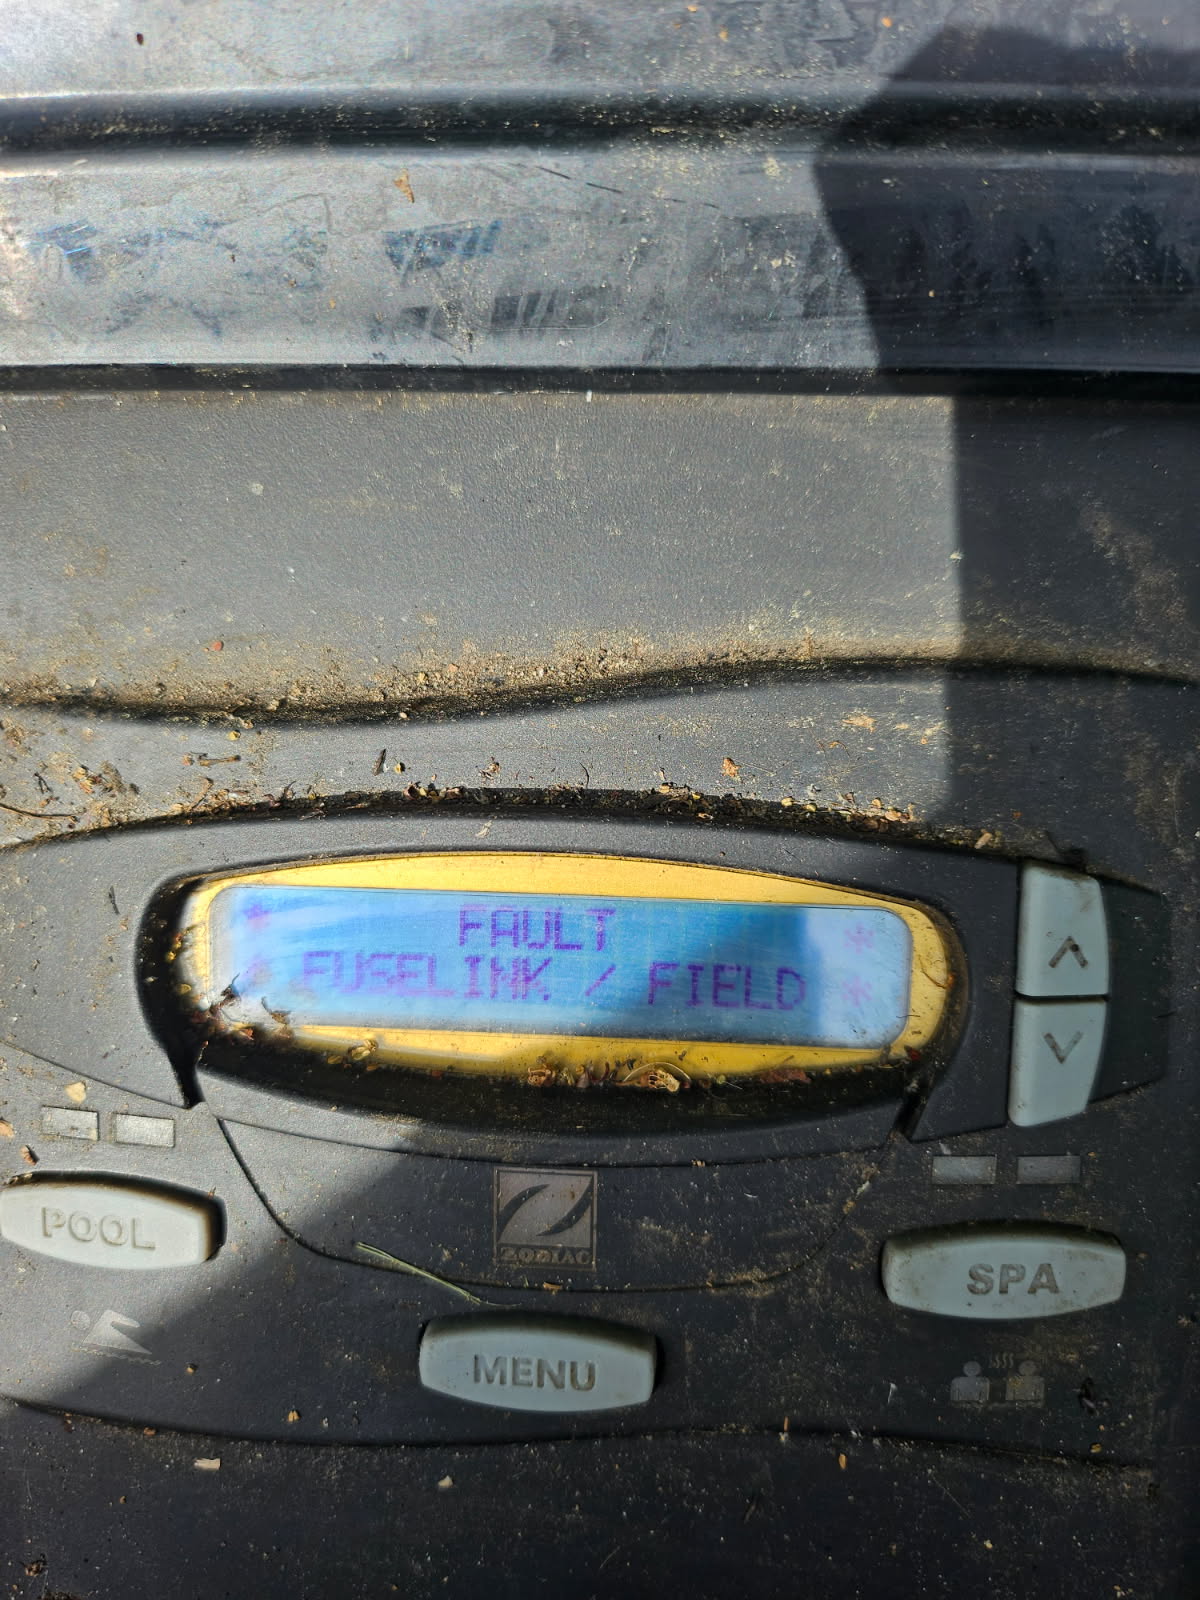 * FAULT *
* FUSELINK / FIELD *
ZODIAC
POOL
SPA
MENU